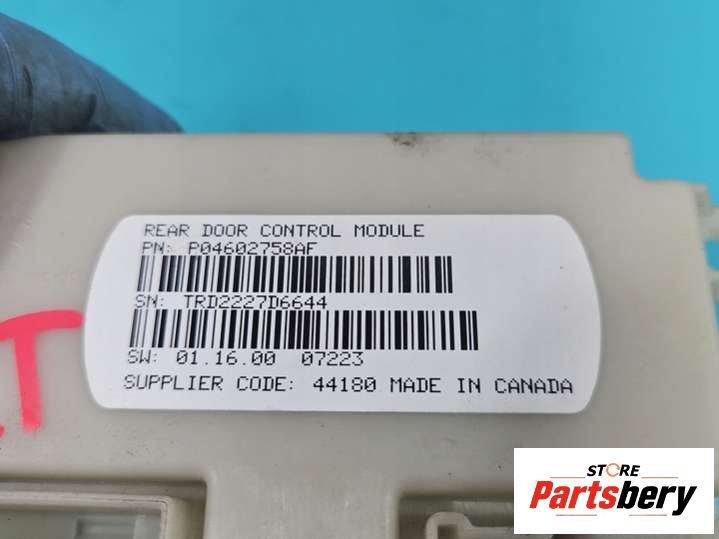 REAR DOOR CONTROL MODULE
PN: P04602758AF
SN: TRD2227D6644
SW: 01.16.00 07223
SUPPLIER CODE: 44180 MADE IN CANADA
STORE
Partsbery